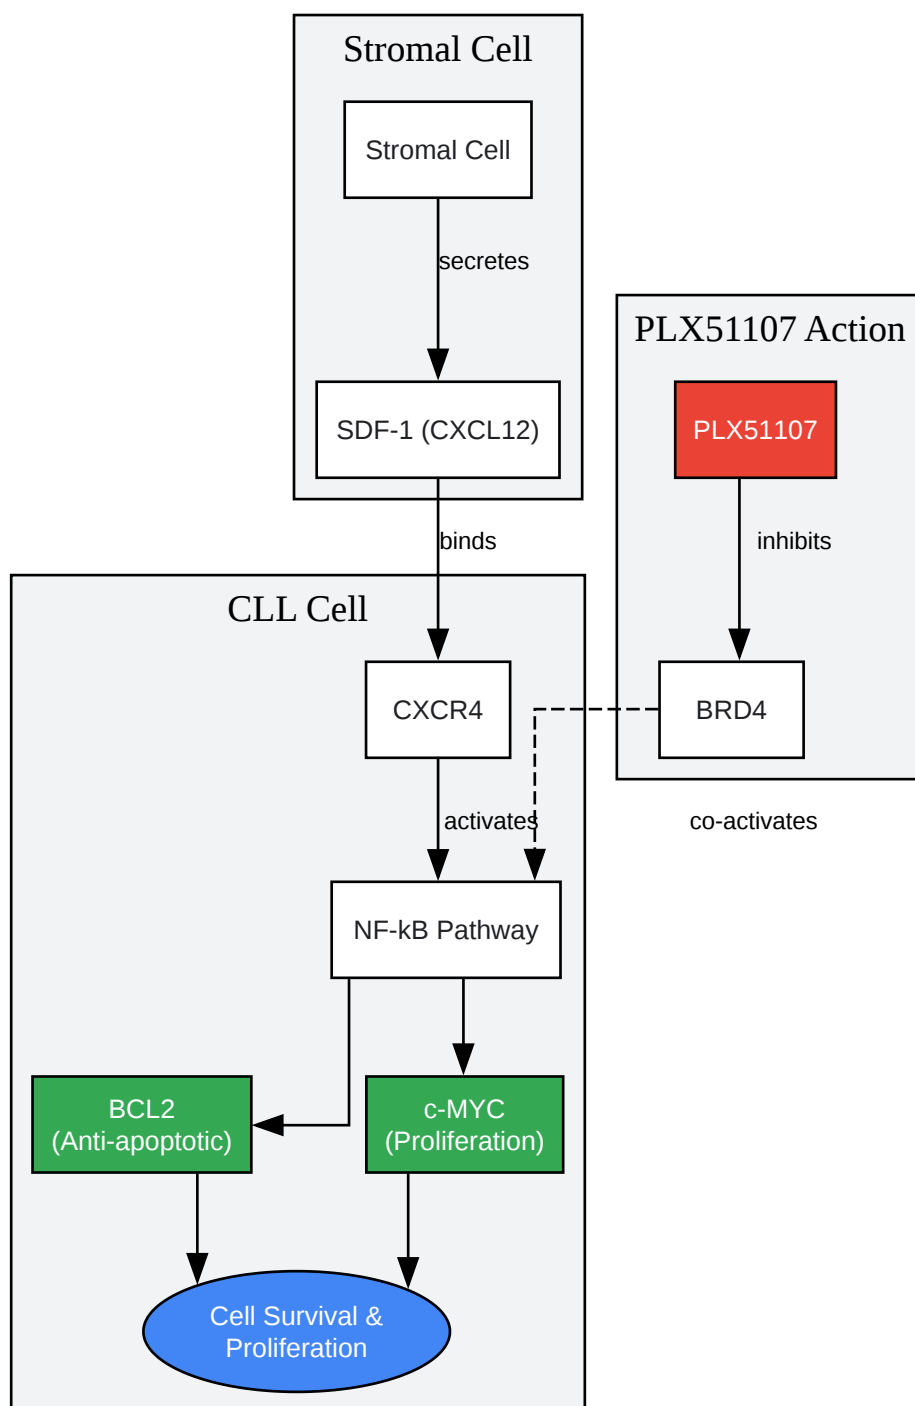 Stromal Cell
Stromal Cell
secretes
PLX51107 Action
SDF-1 (CXCL12)
PLX51107
binds
inhibits
CLL Cell
CXCR4
BRD4
activates
co-activates
NF-kB Pathway
BCL2
(Anti-apoptotic)
c-MYC
(Proliferation)
Cell Survival &
Proliferation